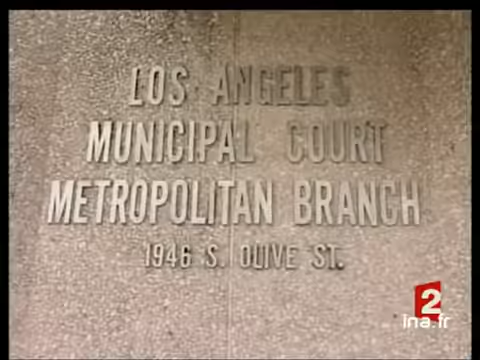 LOS ANGELES
MUNICIPAL COURT
METROPOLITAN BRANCH
1946 S. OLIVE ST.
2
ina.fr